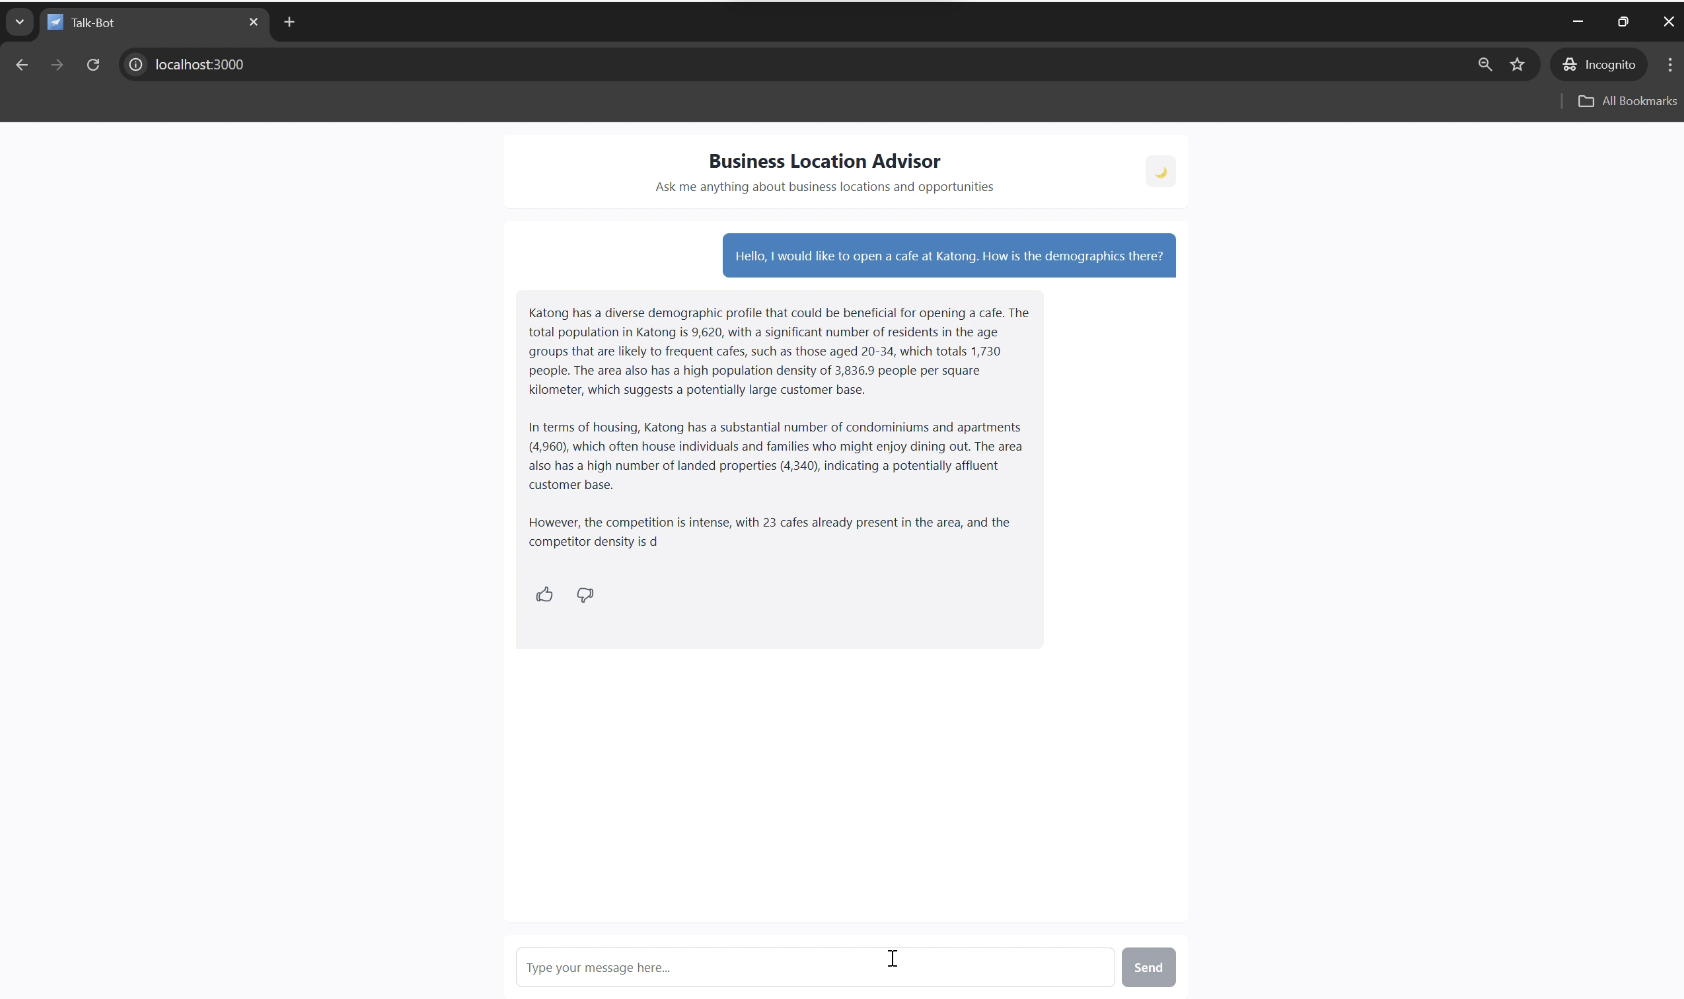 Talk-Bot
localhost:3000
Incognito
All Bookmarks
Business Location Advisor
Ask me anything about business locations and opportunities
Hello, I would like to open a cafe at Katong. How is the demographics there?
Katong has a diverse demographic profile that could be beneficial for opening a cafe. The
total population in Katong is 9,620, with a significant number of residents in the age
groups that are likely to frequent cafes, such as those aged 20-34, which totals 1,730
people. The area also has a high population density of 3,836.9 people per square
kilometer, which suggests a potentially large customer base.
In terms of housing, Katong has a substantial number of condominiums and apartments
(4,960), which often house individuals and families who might enjoy dining out. The area
also has a high number of landed properties (4,340), indicating a potentially affluent
customer base.
However, the competition is intense, with 23 cafes already present in the area, and the
competitor density is d
Type your message here...
Send